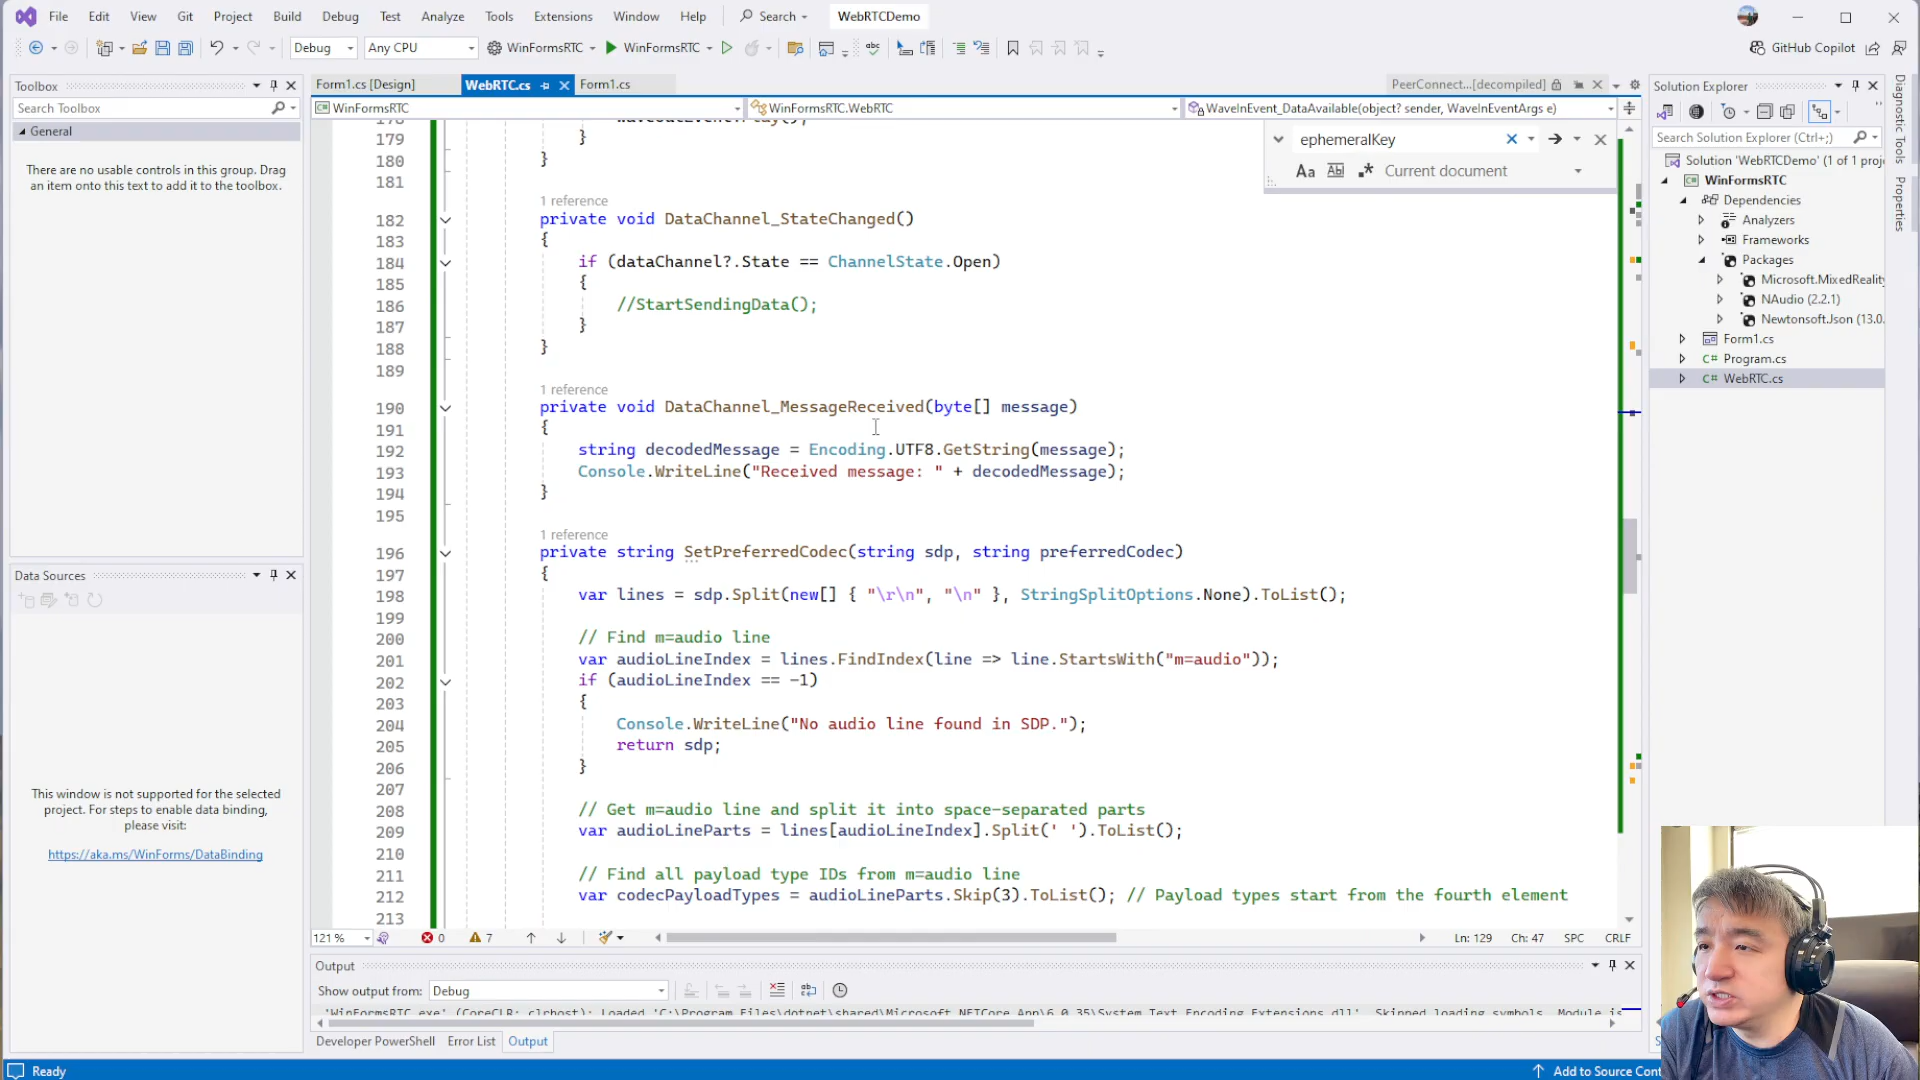 File Edit View Git Project Build Debug Test Analyze Tools Extensions Window Help Search WebRTCDemo
Debug Any CPU WinFormsRTC WinFormsRTC GitHub Copilot
Toolbox
Search Toolbox
General
There are no usable controls in this group. Drag
an item onto this text to add it to the toolbox.
Data Sources
This window is not supported for the selected
project. For steps to enable data binding,
please visit:
https://aka.ms/WinForms/DataBinding
Form1.cs [Design] WebRTC.cs Form1.cs PeerConnect...[decompiled]
WinFormsRTC WinFormsRTC.WebRTC WaveInEvent_DataAvailable(object? sender, WaveInEventArgs e)
ephemeralKey
Aa Ab Current document
179 }
180 }
181
1 reference
182 private void DataChannel_StateChanged()
183 {
184 if (dataChannel?.State == ChannelState.Open)
185 {
186 //StartSendingData();
187 }
188 }
189
1 reference
190 private void DataChannel_MessageReceived(byte[] message)
191 {
192 string decodedMessage = Encoding.UTF8.GetString(message);
193 Console.WriteLine("Received message: " + decodedMessage);
194 }
195
1 reference
196 private string SetPreferredCodec(string sdp, string preferredCodec)
197 {
198 var lines = sdp.Split(new[] { "\r\n", "\n" }, StringSplitOptions.None).ToList();
199
200 // Find m=audio line
201 var audioLineIndex = lines.FindIndex(line => line.StartsWith("m=audio"));
202 if (audioLineIndex == -1)
203 {
204 Console.WriteLine("No audio line found in SDP.");
205 return sdp;
206 }
207
208 // Get m=audio line and split it into space-separated parts
209 var audioLineParts = lines[audioLineIndex].Split(' ').ToList();
210
211 // Find all payload type IDs from m=audio line
212 var codecPayloadTypes = audioLineParts.Skip(3).ToList(); // Payload types start from the fourth element
213
121 % 0 7 Ln: 129 Ch: 47 SPC CRLF
Output
Show output from: Debug
'WinFormsRTC.exe' (CoreCLR: clrhost): Loaded 'C:\Program Files\dotnet\shared\Microsoft.NETCore.App\6.0.35\System.Text.Encoding.Extensions.dll'. Skipped loading symbols. Module is
Developer PowerShell Error List Output
Solution Explorer
Search Solution Explorer (Ctrl+;)
Solution 'WebRTCDemo' (1 of 1 proj
WinFormsRTC
Dependencies
Analyzers
Frameworks
Packages
Microsoft.MixedReality
NAudio (2.2.1)
Newtonsoft.Json (13.0.
Form1.cs
Program.cs
WebRTC.cs
Diagnostic Tools
Properties
Ready Add to Source Cont